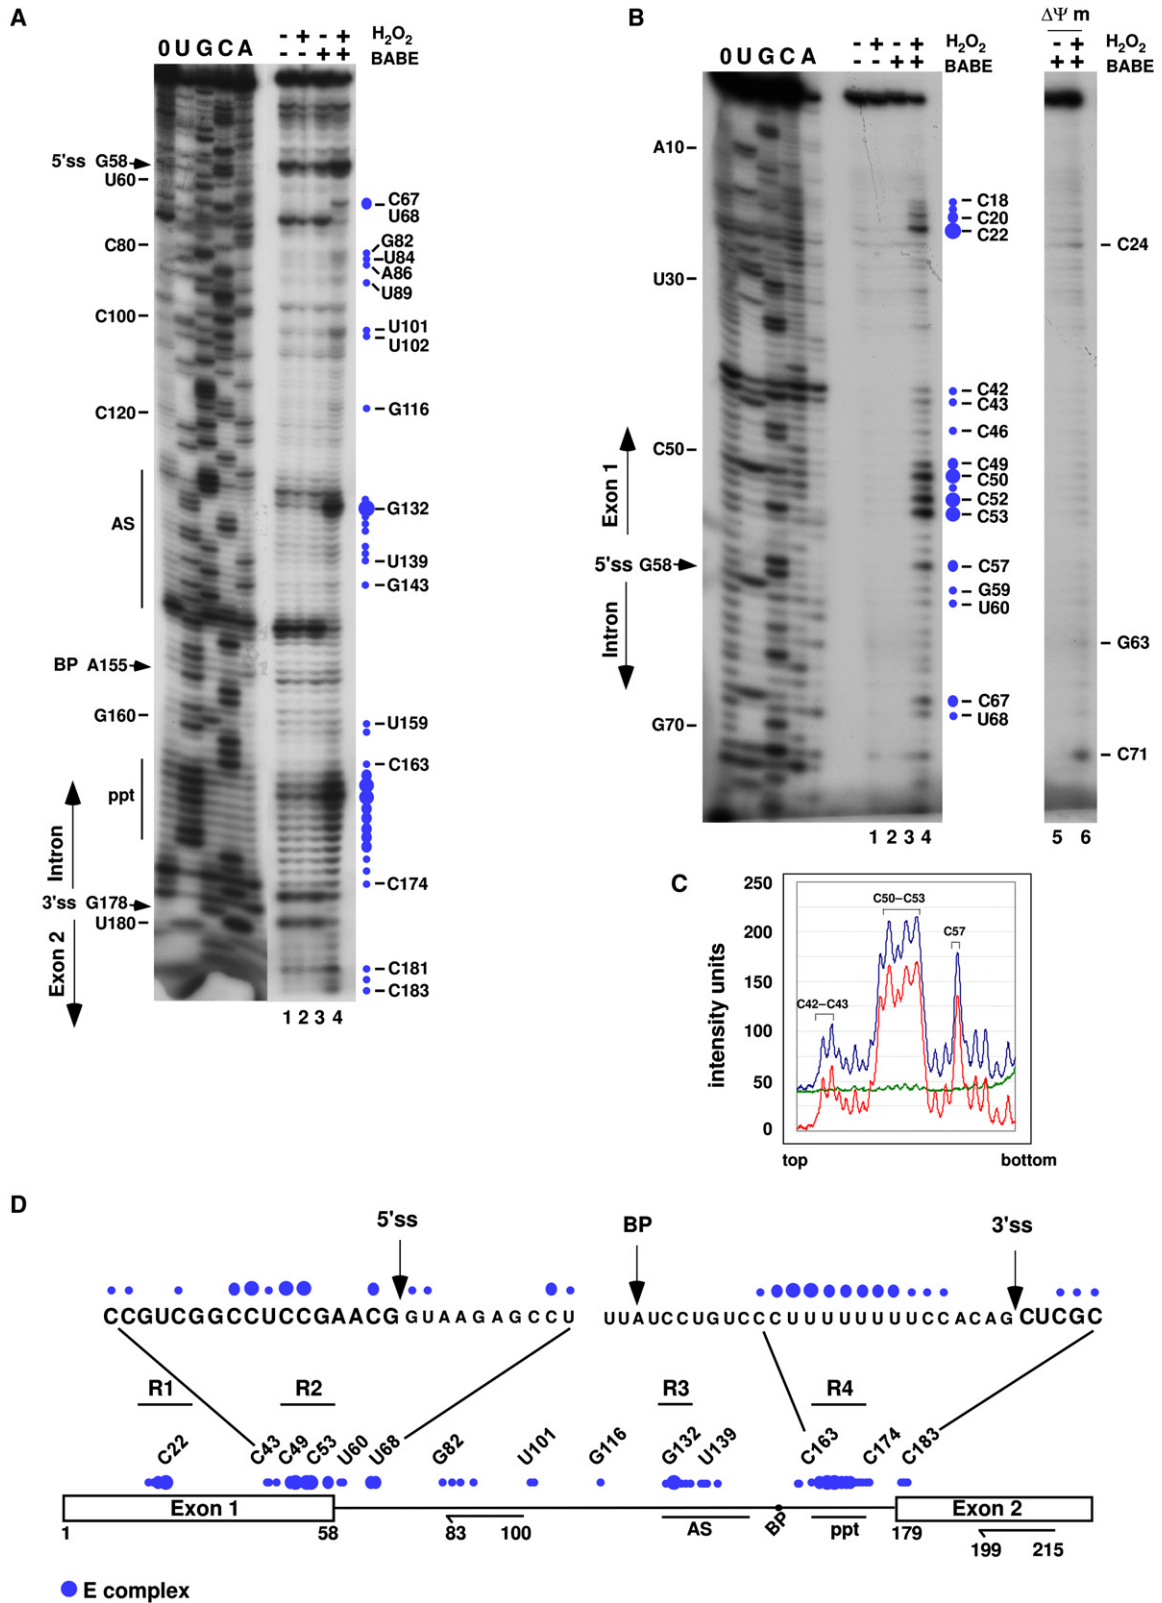 A
0 U G C A
- + - + H₂O₂
- - + + BABE
5'ss G58
U60
C80
C100
C120
AS
BP A155
G160
ppt
Intron
3'ss G178
U180
Exon 2
C67
U68
G82
U84
A86
U89
U101
U102
G116
G132
U139
G143
U159
C163
C174
C181
C183
1 2 3 4
B
0 U G C A
- + - + H₂O₂
- - + + BABE
ΔΨ m
- + H₂O₂
+ + BABE
A10
U30
C50
Exon 1
5'ss G58
Intron
G70
C18
C20
C22
C42
C43
C46
C49
C50
C52
C53
C57
G59
U60
C67
U68
C24
G63
C71
1 2 3 4
5 6
C
intensity units
250
200
150
100
50
0
C50–C53
C57
C42–C43
top bottom
D
5'ss BP 3'ss
CCGUCGGCCUCCGAACGGUAAGAGCCU UUAUCCUGUCCCUUUUUUUUCCACAGCUCGC
R1 R2 R3 R4
C22 C43 C49 C53 U60 U68 G82 U101 G116 G132 U139 C163 C174 C183
Exon 1 Exon 2
1 58 83 100 AS BP ppt 179 199 215
E complex